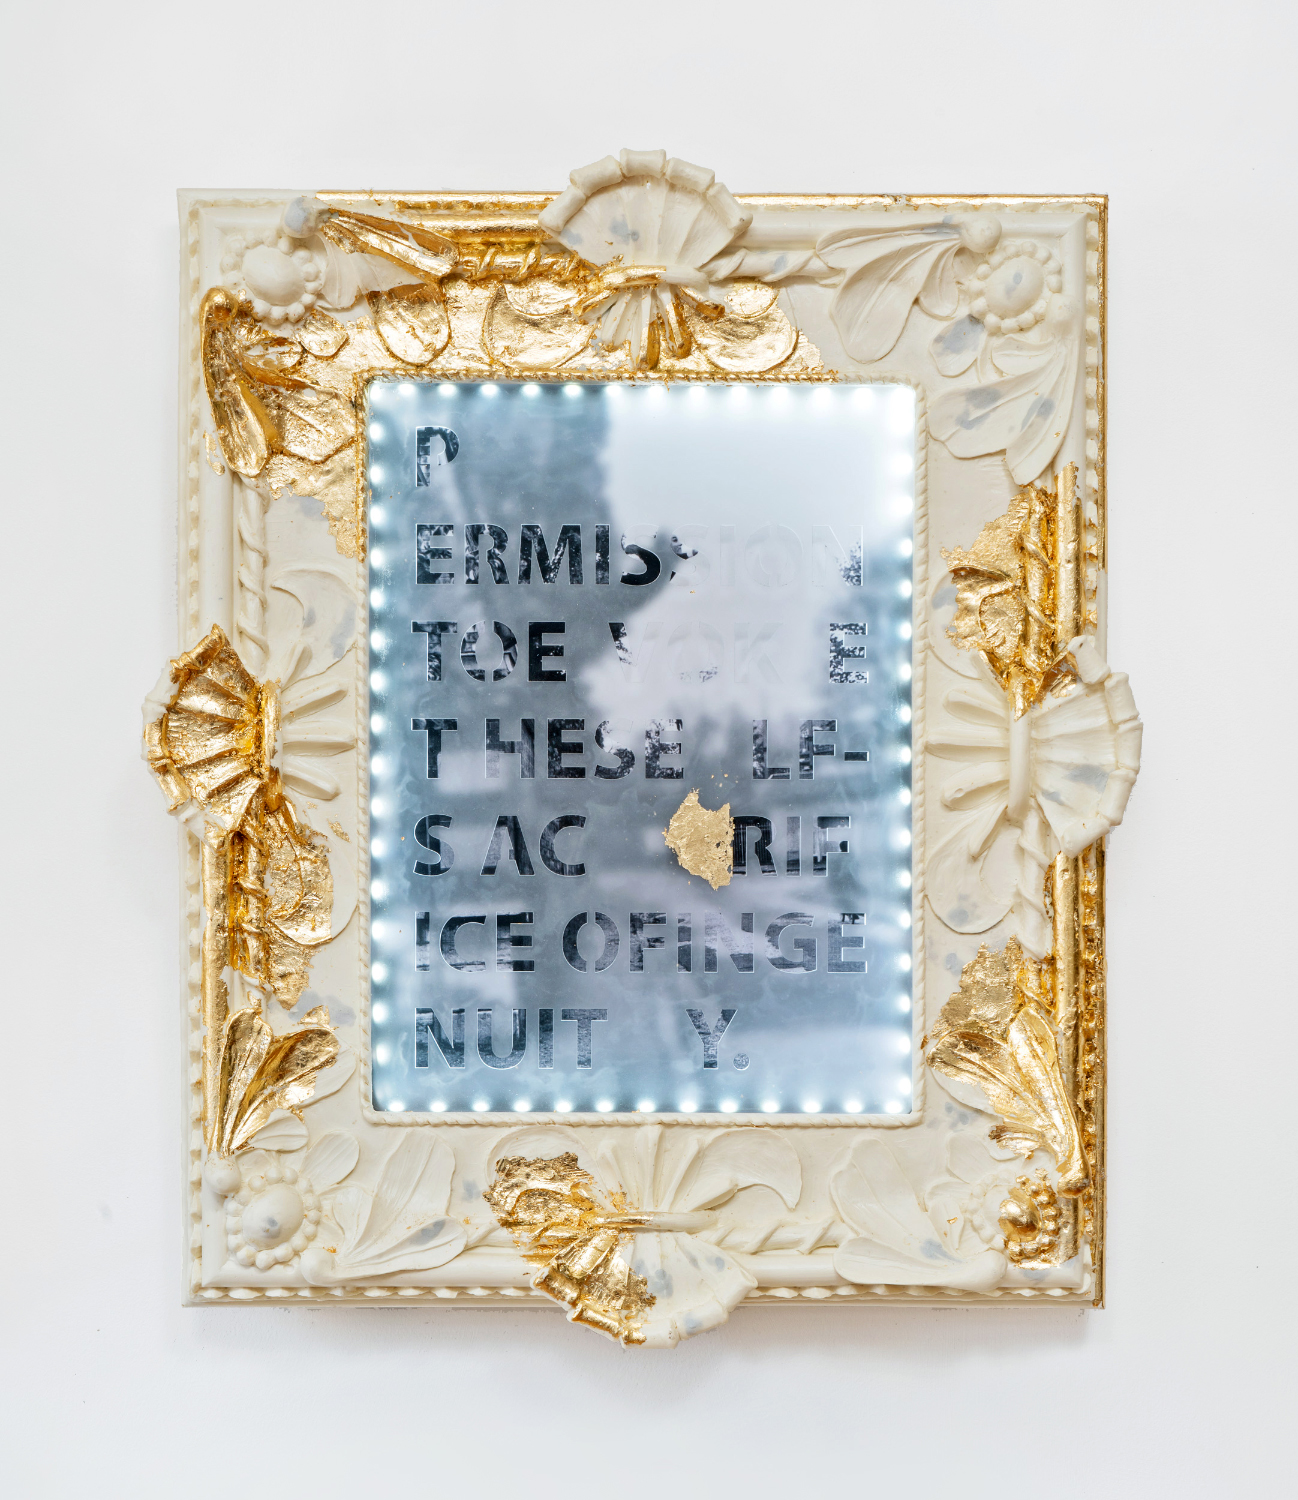 P
ERMISSION
TOE VOK E
T HESE LF-
S AC RIF
ICE OFINGE
NUIT Y.